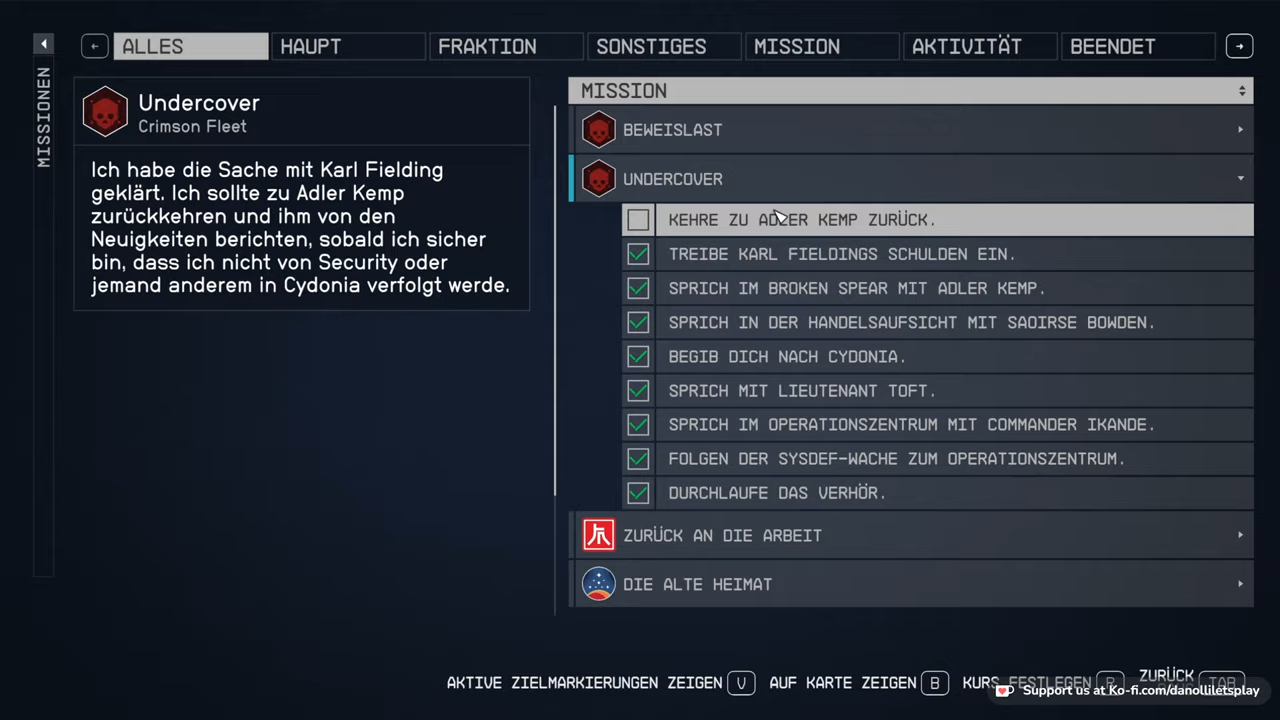 ALLES
HAUPT
FRAKTION
SONSTIGES
MISSION
AKTIVITÄT
BEENDET
MISSIONEN
Undercover
Crimson Fleet
Ich habe die Sache mit Karl Fielding
geklärt. Ich sollte zu Adler Kemp
zurückkehren und ihm von den
Neuigkeiten berichten, sobald ich sicher
bin, dass ich nicht von Security oder
jemand anderem in Cydonia verfolgt werde.
MISSION
BEWEISLAST
UNDERCOVER
KEHRE ZU ADLER KEMP ZURÜCK.
TREIBE KARL FIELDINGS SCHULDEN EIN.
SPRICH IM BROKEN SPEAR MIT ADLER KEMP.
SPRICH IN DER HANDELSAUFSICHT MIT SAOIRSE BOWDEN.
BEGIB DICH NACH CYDONIA.
SPRICH MIT LIEUTENANT TOFT.
SPRICH IM OPERATIONSZENTRUM MIT COMMANDER IKANDE.
FOLGEN DER SYSDEF-WACHE ZUM OPERATIONSZENTRUM.
DURCHLAUFE DAS VERHÖR.
ZURÜCK AN DIE ARBEIT
DIE ALTE HEIMAT
AKTIVE ZIELMARKIERUNGEN ZEIGEN V AUF KARTE ZEIGEN B KURS FESTLEGEN R ZURÜCK TAB
Support us at Ko-fi.com/danolliletsplay